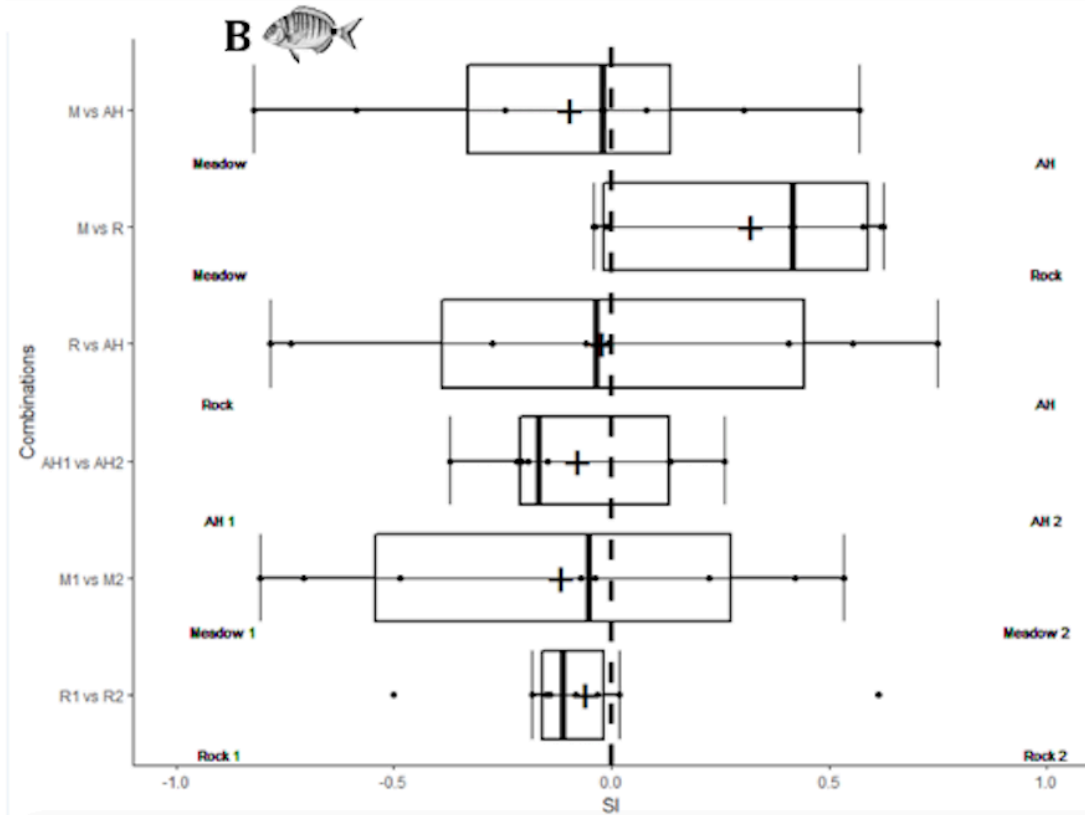 B
M vs AH
Meadow
AH
M vs R
Meadow
Rock
R vs AH
Rock
AH
AH1 vs AH2
AH 1
AH 2
M1 vs M2
Meadow 1
Meadow 2
R1 vs R2
Rock 1
Rock 2
Combinations
-1.0
-0.5
0.0
0.5
1.0
SI